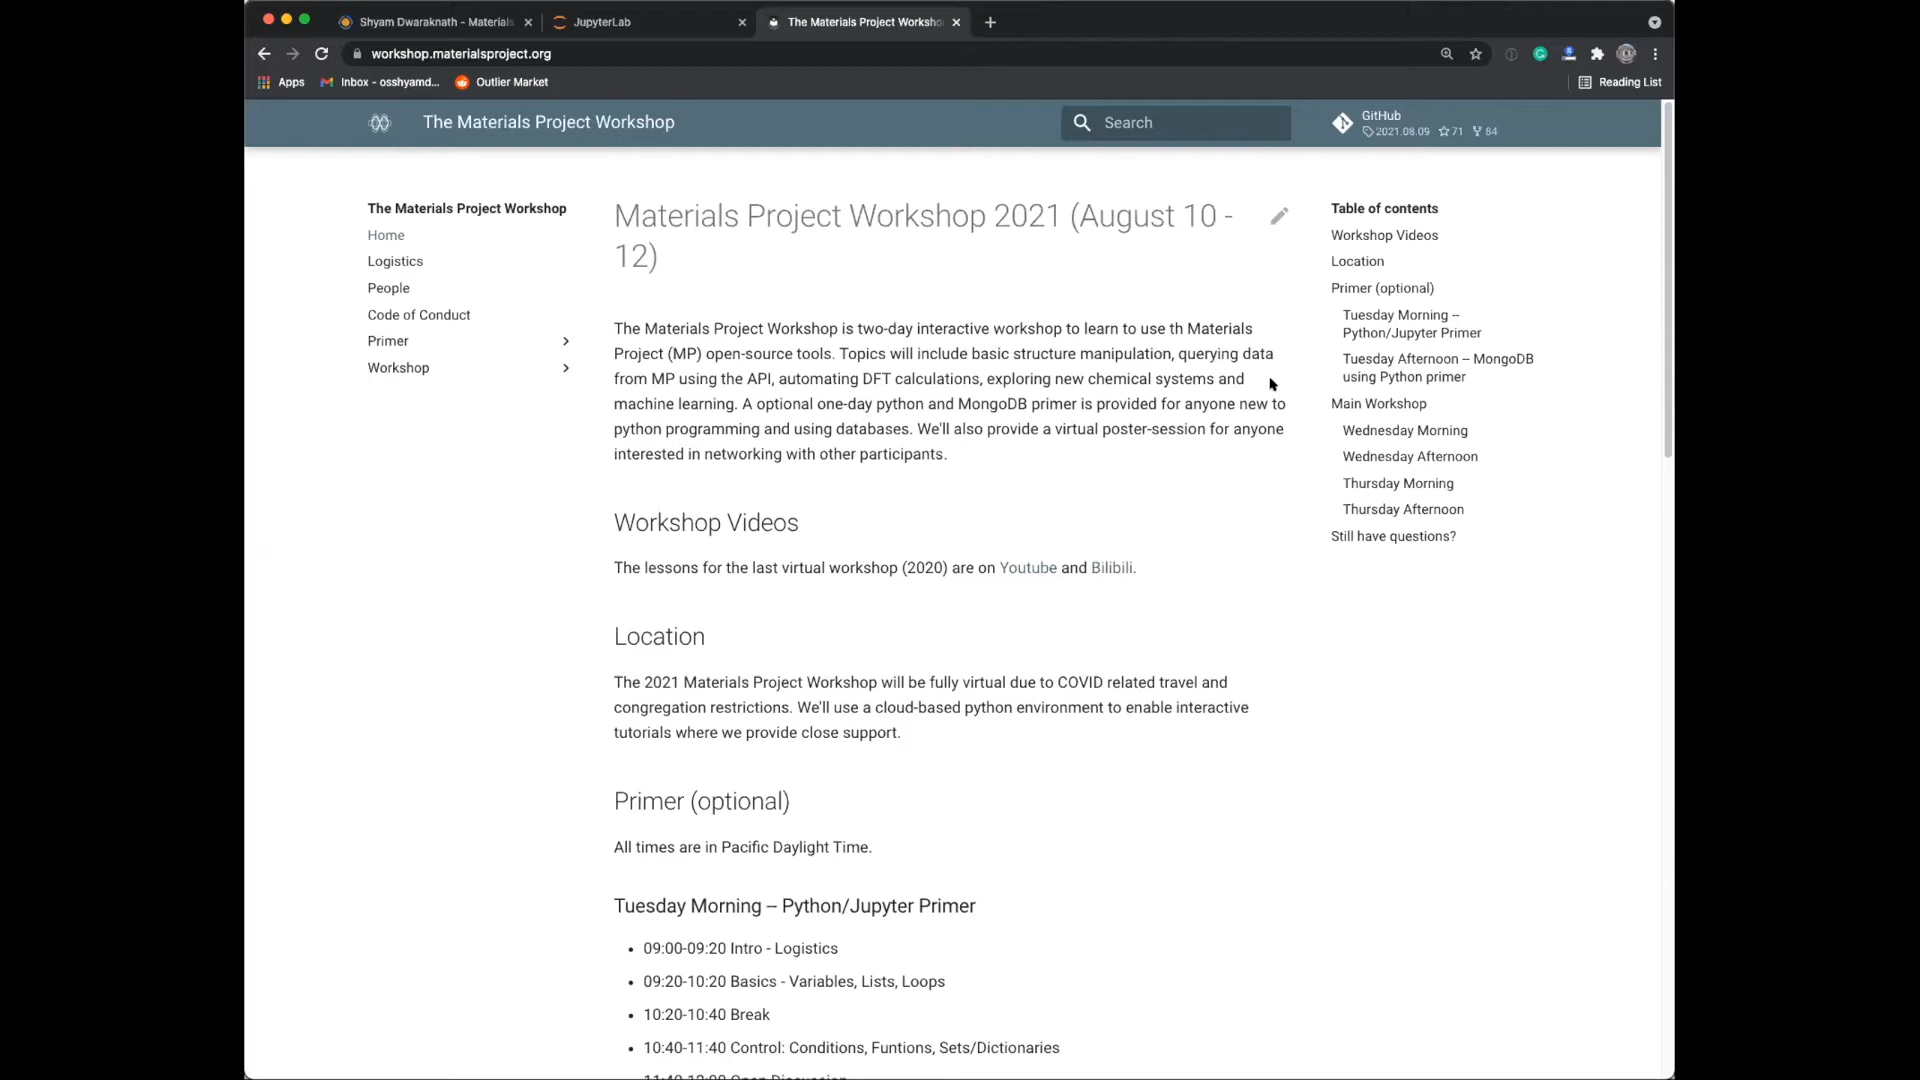 Shyam Dwaraknath - Materials
JupyterLab
The Materials Project Worksho
workshop.materialsproject.org
Apps
Inbox - osshyamd...
Outlier Market
Reading List
The Materials Project Workshop
Search
GitHub
2021.08.09 71 84
The Materials Project Workshop
Home
Logistics
People
Code of Conduct
Primer
Workshop
Materials Project Workshop 2021 (August 10 -
12)
The Materials Project Workshop is two-day interactive workshop to learn to use th Materials
Project (MP) open-source tools. Topics will include basic structure manipulation, querying data
from MP using the API, automating DFT calculations, exploring new chemical systems and
machine learning. A optional one-day python and MongoDB primer is provided for anyone new to
python programming and using databases. We'll also provide a virtual poster-session for anyone
interested in networking with other participants.
Workshop Videos
The lessons for the last virtual workshop (2020) are on Youtube and Bilibili.
Location
The 2021 Materials Project Workshop will be fully virtual due to COVID related travel and
congregation restrictions. We'll use a cloud-based python environment to enable interactive
tutorials where we provide close support.
Primer (optional)
All times are in Pacific Daylight Time.
Tuesday Morning – Python/Jupyter Primer
• 09:00-09:20 Intro - Logistics
• 09:20-10:20 Basics - Variables, Lists, Loops
• 10:20-10:40 Break
• 10:40-11:40 Control: Conditions, Funtions, Sets/Dictionaries
Table of contents
Workshop Videos
Location
Primer (optional)
Tuesday Morning –
Python/Jupyter Primer
Tuesday Afternoon – MongoDB
using Python primer
Main Workshop
Wednesday Morning
Wednesday Afternoon
Thursday Morning
Thursday Afternoon
Still have questions?